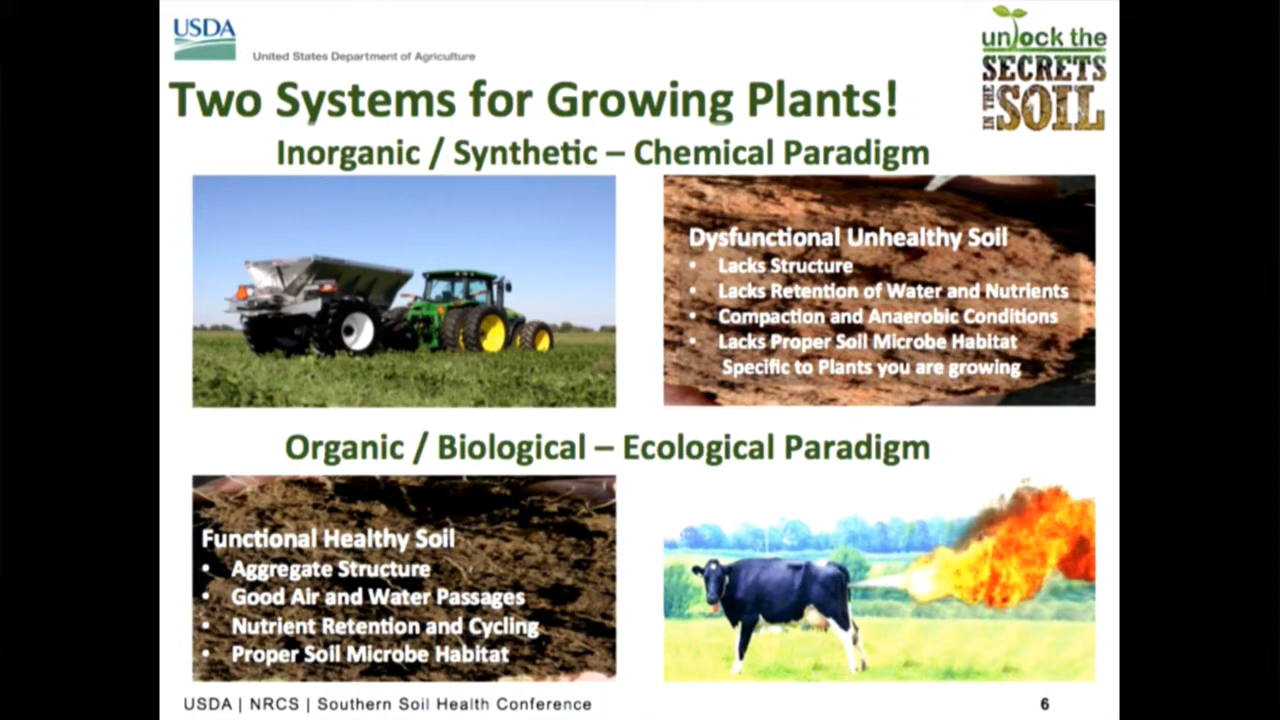 USDA
United States Department of Agriculture
unlock the
SECRETS
IN THE
SOIL
Two Systems for Growing Plants!
Inorganic / Synthetic – Chemical Paradigm
Dysfunctional Unhealthy Soil
• Lacks Structure
• Lacks Retention of Water and Nutrients
• Compaction and Anaerobic Conditions
• Lacks Proper Soil Microbe Habitat
Specific to Plants you are growing
Organic / Biological – Ecological Paradigm
Functional Healthy Soil
• Aggregate Structure
• Good Air and Water Passages
• Nutrient Retention and Cycling
• Proper Soil Microbe Habitat
USDA | NRCS | Southern Soil Health Conference
6